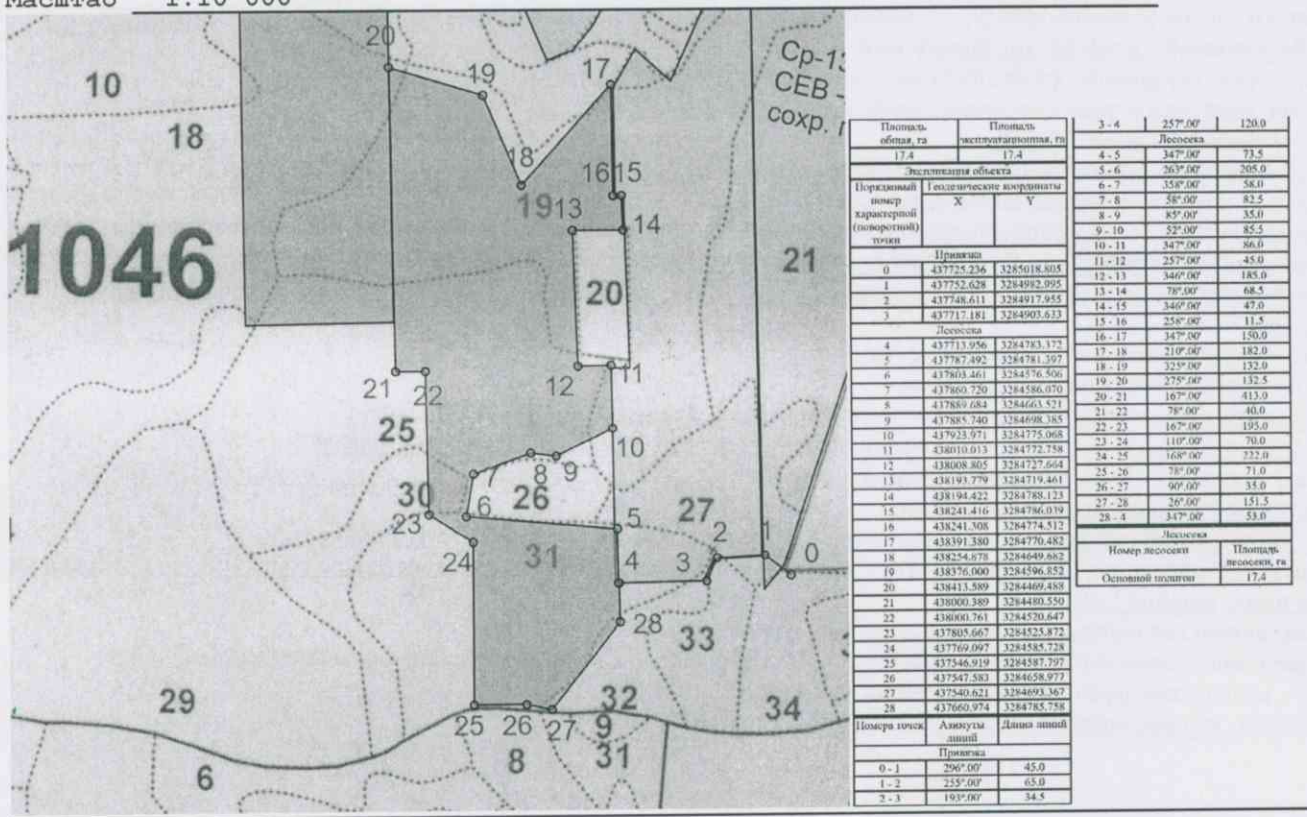 Масштаб 1:10 000
20
19
17
Ср-1
СЕВ -
сохр.
10
18
18
16 15
19
13
14
1046
20
21
12
11
21
22
25
10
8
9
7
26
30
6
5
27
23
2
1
0
31
4
3
24
28
33
32
29
34
25
26
27
9
8
31
6
Площадь общая, га Площадь эксплуатационная, га
17.4 17.4
Экспликация объекта
Порядковый номер характерной (поворотной) точки Геодезические координаты
X Y
Привязка
0 437725.236 3285018.805
1 437752.628 3284982.095
2 437748.611 3284917.955
3 437717.181 3284903.633
Лесосека
4 437713.956 3284783.372
5 437787.492 3284781.397
6 437803.461 3284576.506
7 437860.720 3284586.070
8 437889.684 3284663.521
9 437885.740 3284698.385
10 437923.971 3284775.068
11 438010.013 3284772.758
12 438008.805 3284727.664
13 438193.779 3284719.461
14 438194.422 3284788.123
15 438241.416 3284786.039
16 438241.308 3284774.512
17 438391.380 3284770.482
18 438254.878 3284649.682
19 438376.000 3284596.852
20 438413.589 3284469.488
21 438000.389 3284480.550
22 438000.761 3284520.647
23 437805.667 3284525.872
24 437769.097 3284585.728
25 437546.919 3284587.797
26 437547.583 3284658.977
27 437540.621 3284693.367
28 437660.974 3284785.758
Номера точек Азимуты линий Длина линий
Привязка
0 - 1 296°.00' 45.0
1 - 2 255°.00' 65.0
2 - 3 193°.00' 34.5
3 - 4 257°.00' 120.0
Лесосека
4 - 5 347°.00' 73.5
5 - 6 263°.00' 205.0
6 - 7 358°.00' 58.0
7 - 8 58°.00' 82.5
8 - 9 85°.00' 35.0
9 - 10 52°.00' 85.5
10 - 11 347°.00' 86.0
11 - 12 257°.00' 45.0
12 - 13 346°.00' 185.0
13 - 14 78°.00' 68.5
14 - 15 346°.00' 47.0
15 - 16 258°.00' 11.5
16 - 17 347°.00' 150.0
17 - 18 210°.00' 182.0
18 - 19 325°.00' 132.0
19 - 20 275°.00' 132.5
20 - 21 167°.00' 413.0
21 - 22 78°.00' 40.0
22 - 23 167°.00' 195.0
23 - 24 110°.00' 70.0
24 - 25 168°.00' 222.0
25 - 26 78°.00' 71.0
26 - 27 90°.00' 35.0
27 - 28 26°.00' 151.5
28 - 4 347°.00' 53.0
Лесосека
Номер лесосеки Площадь лесосеки, га
Основной полигон 17.4